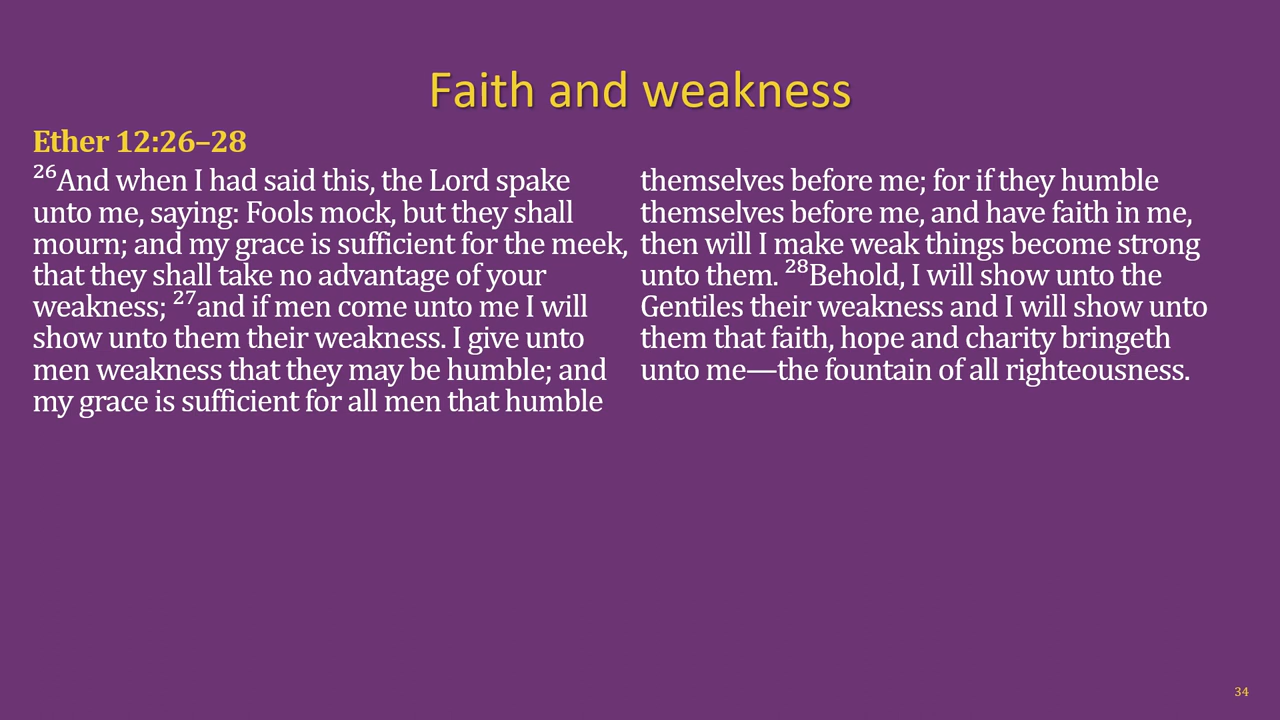 Faith and weakness
Ether 12:26–28
²⁶And when I had said this, the Lord spake
unto me, saying: Fools mock, but they shall
mourn; and my grace is sufficient for the meek,
that they shall take no advantage of your
weakness; ²⁷and if men come unto me I will
show unto them their weakness. I give unto
men weakness that they may be humble; and
my grace is sufficient for all men that humble
themselves before me; for if they humble
themselves before me, and have faith in me,
then will I make weak things become strong
unto them. ²⁸Behold, I will show unto the
Gentiles their weakness and I will show unto
them that faith, hope and charity bringeth
unto me—the fountain of all righteousness.
34